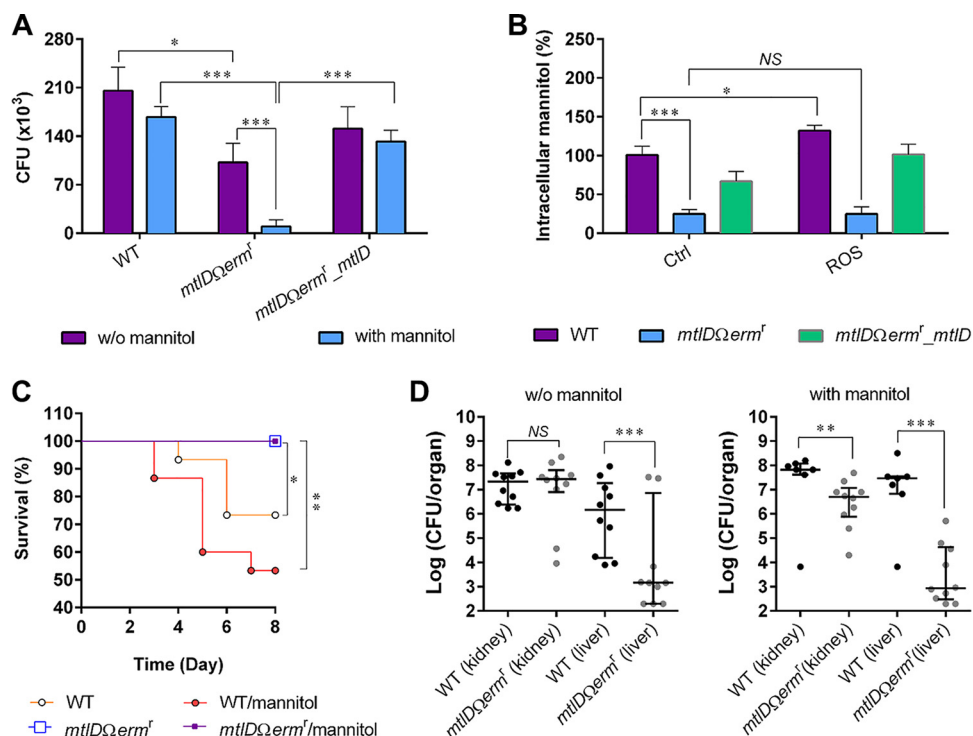 A
CFU (x10³)
280
210
140
70
0
*
***
***
***
WT
mtlDΩermʳ
mtlDΩermʳ_mtlD
w/o mannitol
with mannitol
B
Intracellular mannitol (%)
250
200
150
100
50
0
NS
*
***
Ctrl
ROS
WT
mtlDΩermʳ
mtlDΩermʳ_mtlD
C
Survival (%)
100
90
80
70
60
50
40
0
2
4
6
8
*
**
Time (Day)
WT
WT/mannitol
mtlDΩermʳ
mtlDΩermʳ/mannitol
D
w/o mannitol
Log (CFU/organ)
10
9
8
7
6
5
4
3
2
NS
***
WT (kidney)
mtlDΩermʳ (kidney)
WT (liver)
mtlDΩermʳ (liver)
with mannitol
Log (CFU/organ)
10
9
8
7
6
5
4
3
2
**
***
WT (kidney)
mtlDΩermʳ (kidney)
WT (liver)
mtlDΩermʳ (liver)